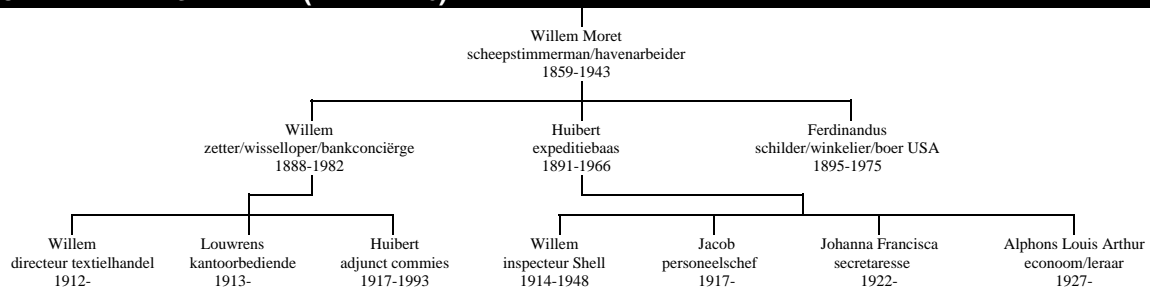 Willem Moret
scheepstimmerman/havenarbeider
1859-1943
Willem
zetter/wisselloper/bankconciërge
1888-1982
Huibert
expeditiebaas
1891-1966
Ferdinandus
schilder/winkelier/boer USA
1895-1975
Willem
directeur textielhandel
1912-
Louwrens
kantoorbediende
1913-
Huibert
adjunct commies
1917-1993
Willem
inspecteur Shell
1914-1948
Jacob
personeelschef
1917-
Johanna Francisca
secretaresse
1922-
Alphons Louis Arthur
econoom/leraar
1927-